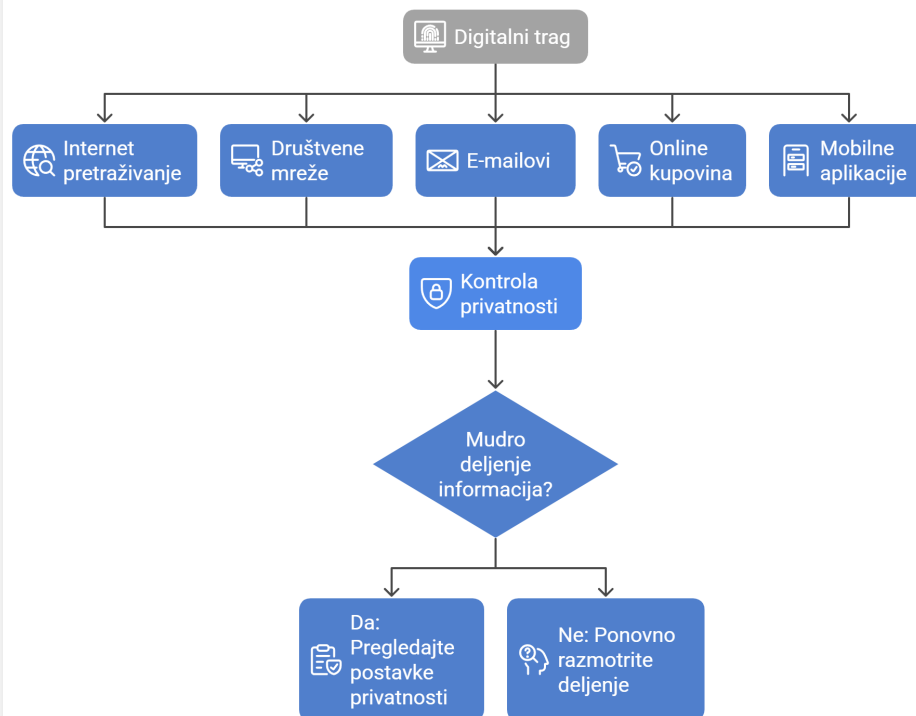 Digitalni trag
Internet
pretraživanje
Društvene
mreže
E-mailovi
Online
kupovina
Mobilne
aplikacije
Kontrola
privatnosti
Mudro
deljenje
informacija?
Da:
Pregledajte
postavke
privatnosti
Ne: Ponovno
razmotrite
deljenje